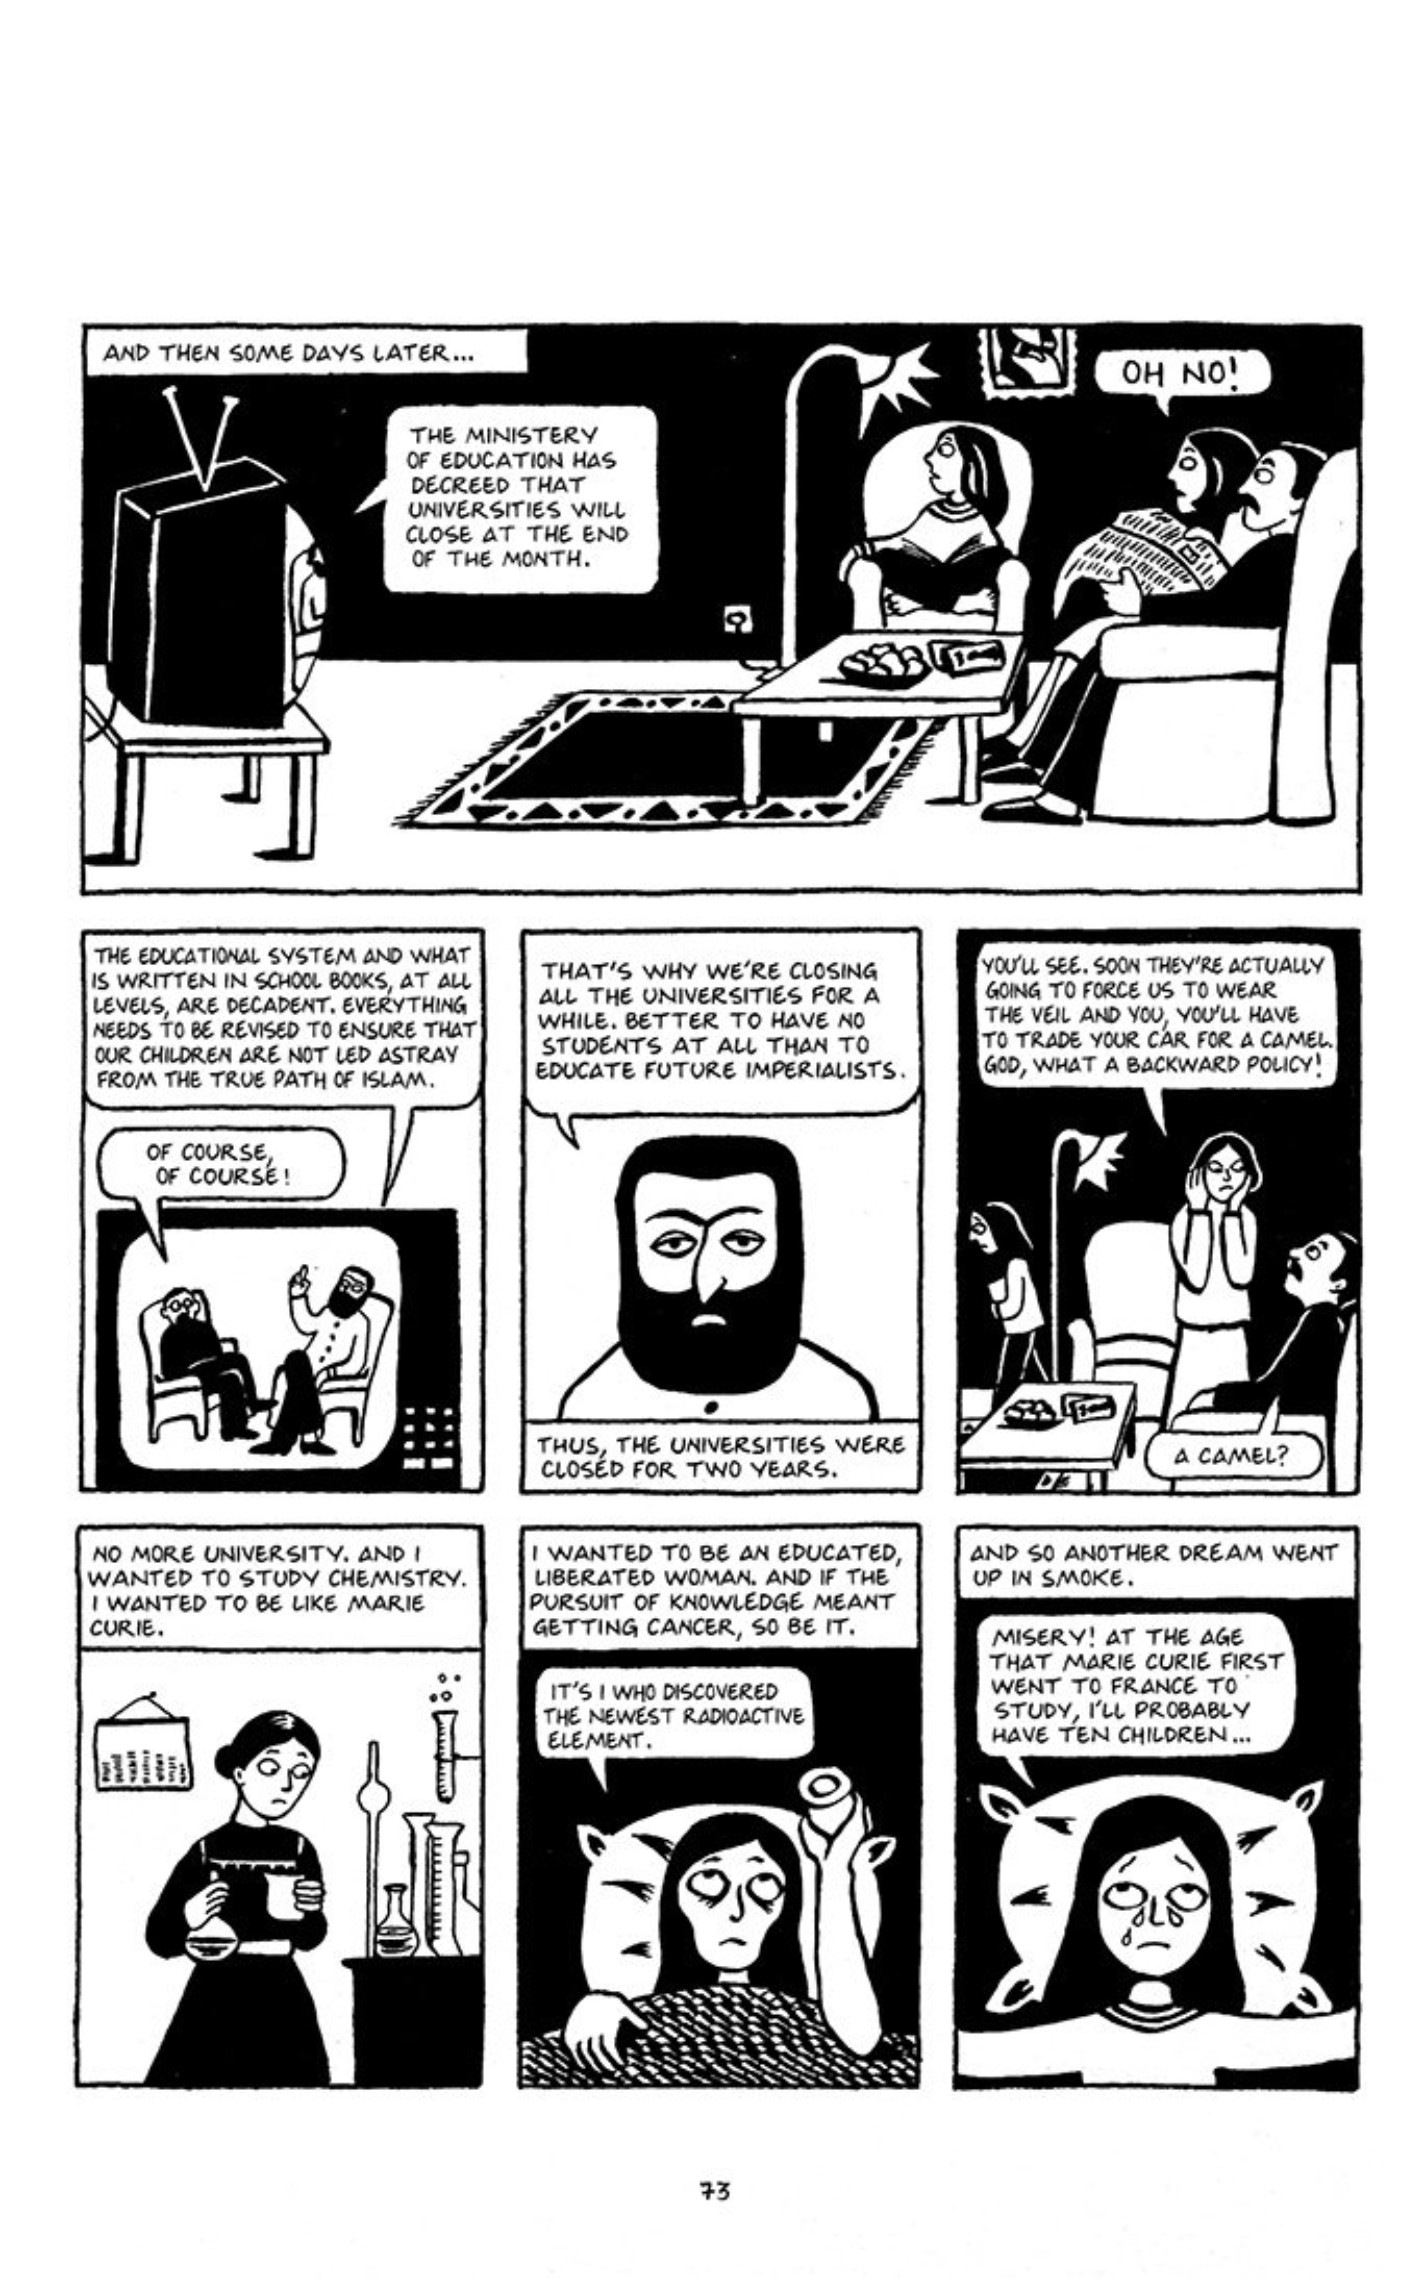 AND THEN SOME DAYS LATER...
THE MINISTERY
OF EDUCATION HAS
DECREED THAT
UNIVERSITIES WILL
CLOSE AT THE END
OF THE MONTH.
OH NO!
THE EDUCATIONAL SYSTEM AND WHAT
IS WRITTEN IN SCHOOL BOOKS, AT ALL
LEVELS, ARE DECADENT. EVERYTHING
NEEDS TO BE REVISED TO ENSURE THAT
OUR CHILDREN ARE NOT LED ASTRAY
FROM THE TRUE PATH OF ISLAM.
OF COURSE,
OF COURSE!
THAT'S WHY WE'RE CLOSING
ALL THE UNIVERSITIES FOR A
WHILE. BETTER TO HAVE NO
STUDENTS AT ALL THAN TO
EDUCATE FUTURE IMPERIALISTS.
THUS, THE UNIVERSITIES WERE
CLOSED FOR TWO YEARS.
YOU'LL SEE. SOON THEY'RE ACTUALLY
GOING TO FORCE US TO WEAR
THE VEIL AND YOU, YOU'LL HAVE
TO TRADE YOUR CAR FOR A CAMEL.
GOD, WHAT A BACKWARD POLICY!
A CAMEL?
NO MORE UNIVERSITY. AND I
WANTED TO STUDY CHEMISTRY.
I WANTED TO BE LIKE MARIE
CURIE.
I WANTED TO BE AN EDUCATED,
LIBERATED WOMAN. AND IF THE
PURSUIT OF KNOWLEDGE MEANT
GETTING CANCER, SO BE IT.
IT'S I WHO DISCOVERED
THE NEWEST RADIOACTIVE
ELEMENT.
AND SO ANOTHER DREAM WENT
UP IN SMOKE.
MISERY! AT THE AGE
THAT MARIE CURIE FIRST
WENT TO FRANCE TO
STUDY, I'LL PROBABLY
HAVE TEN CHILDREN...
73